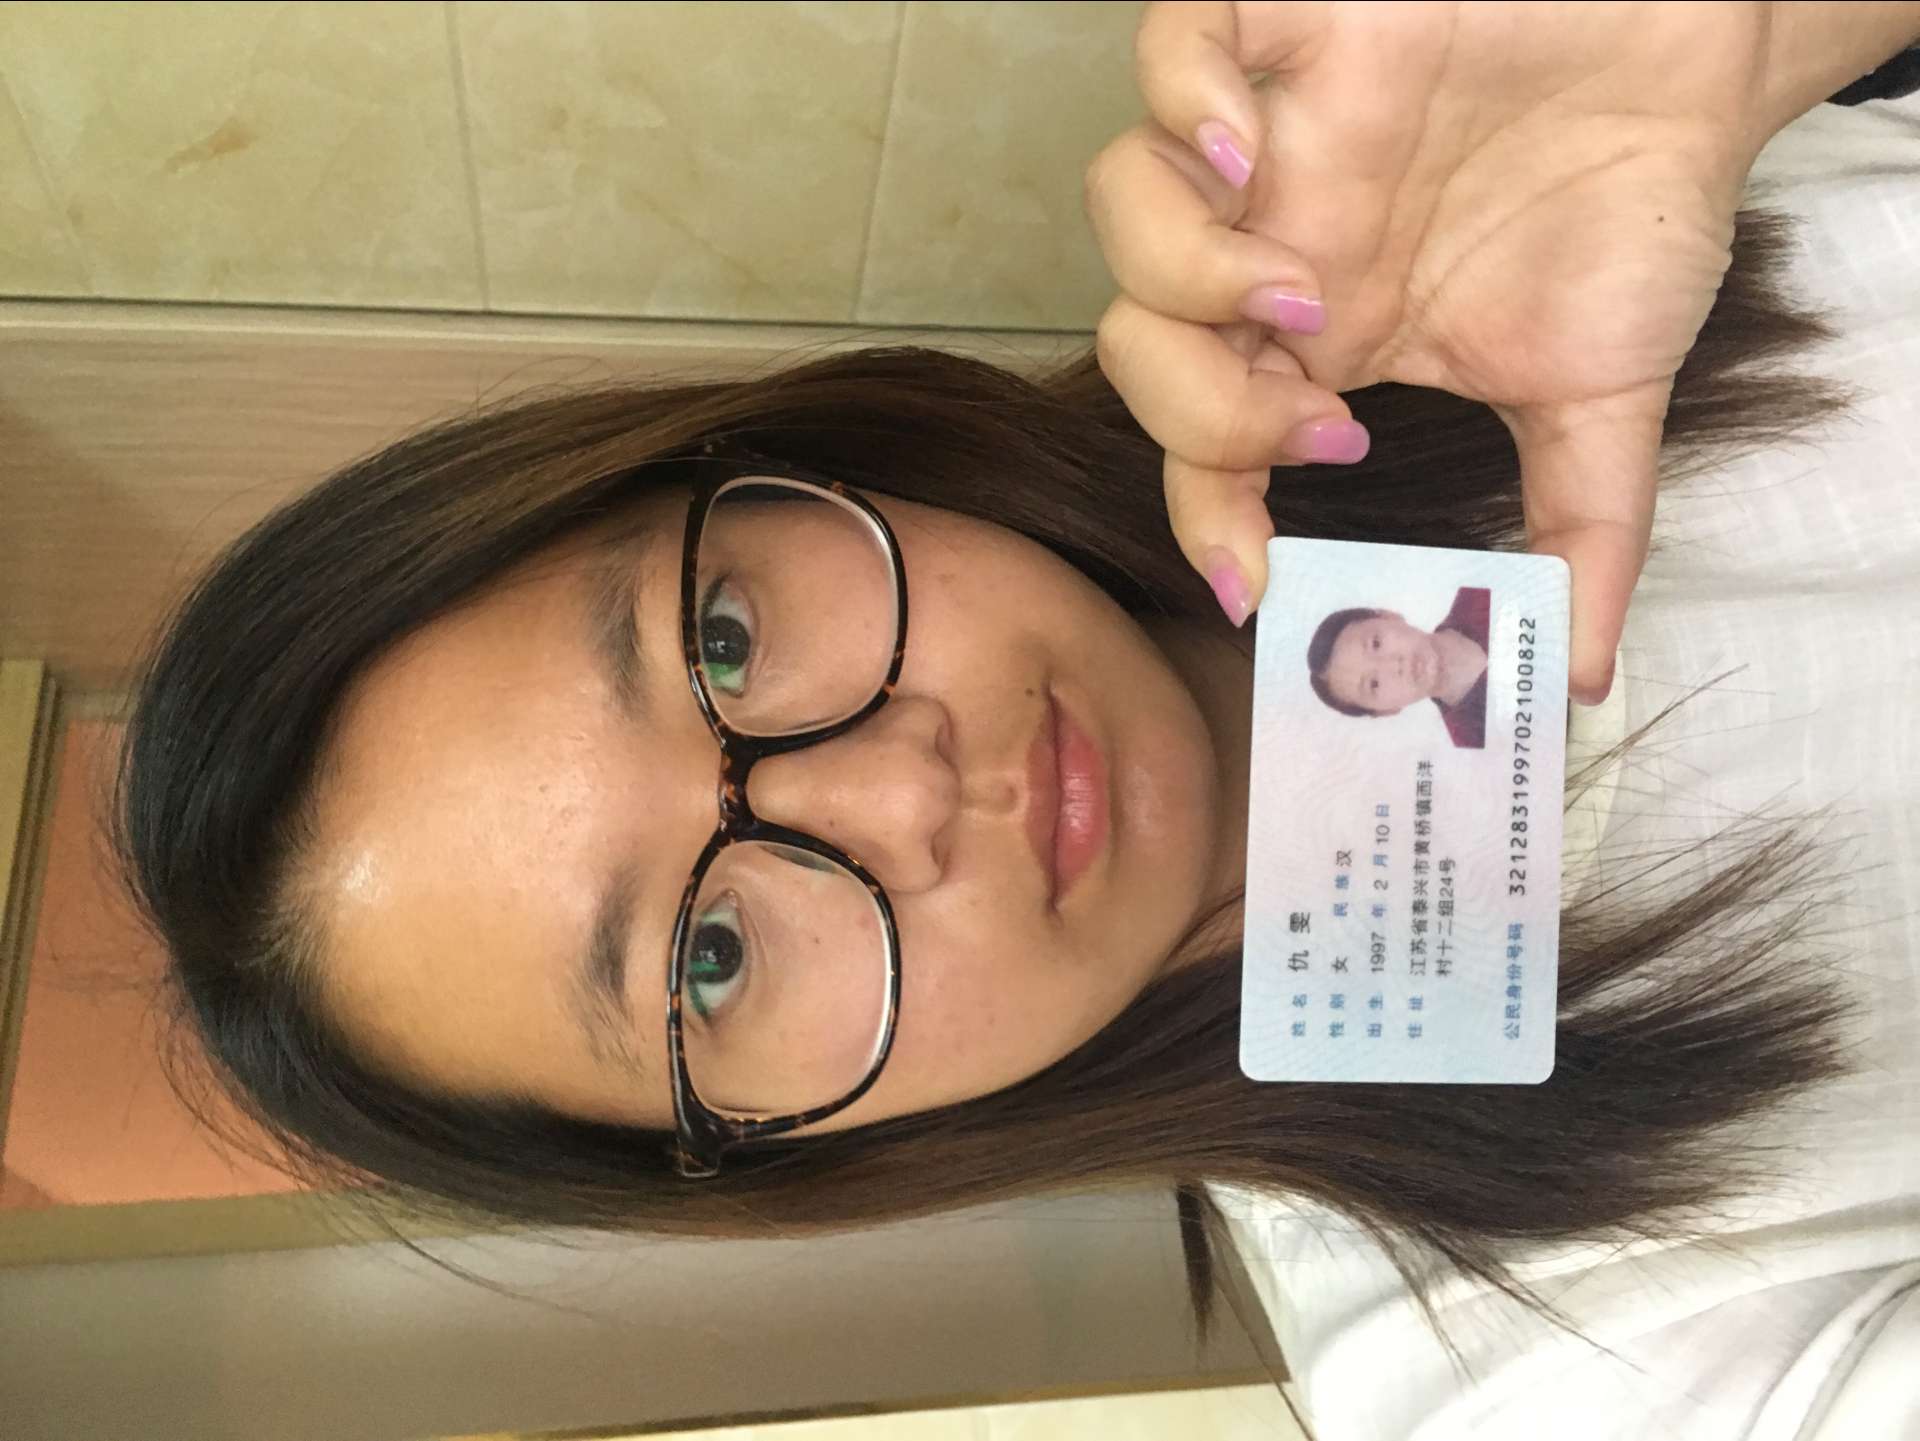 姓名 仇雯
性别 女 民族 汉
出生 1997 年 2 月 10 日
住址 江苏省泰兴市黄桥镇西洋
村十二组24号
公民身份号码 321283199702100822